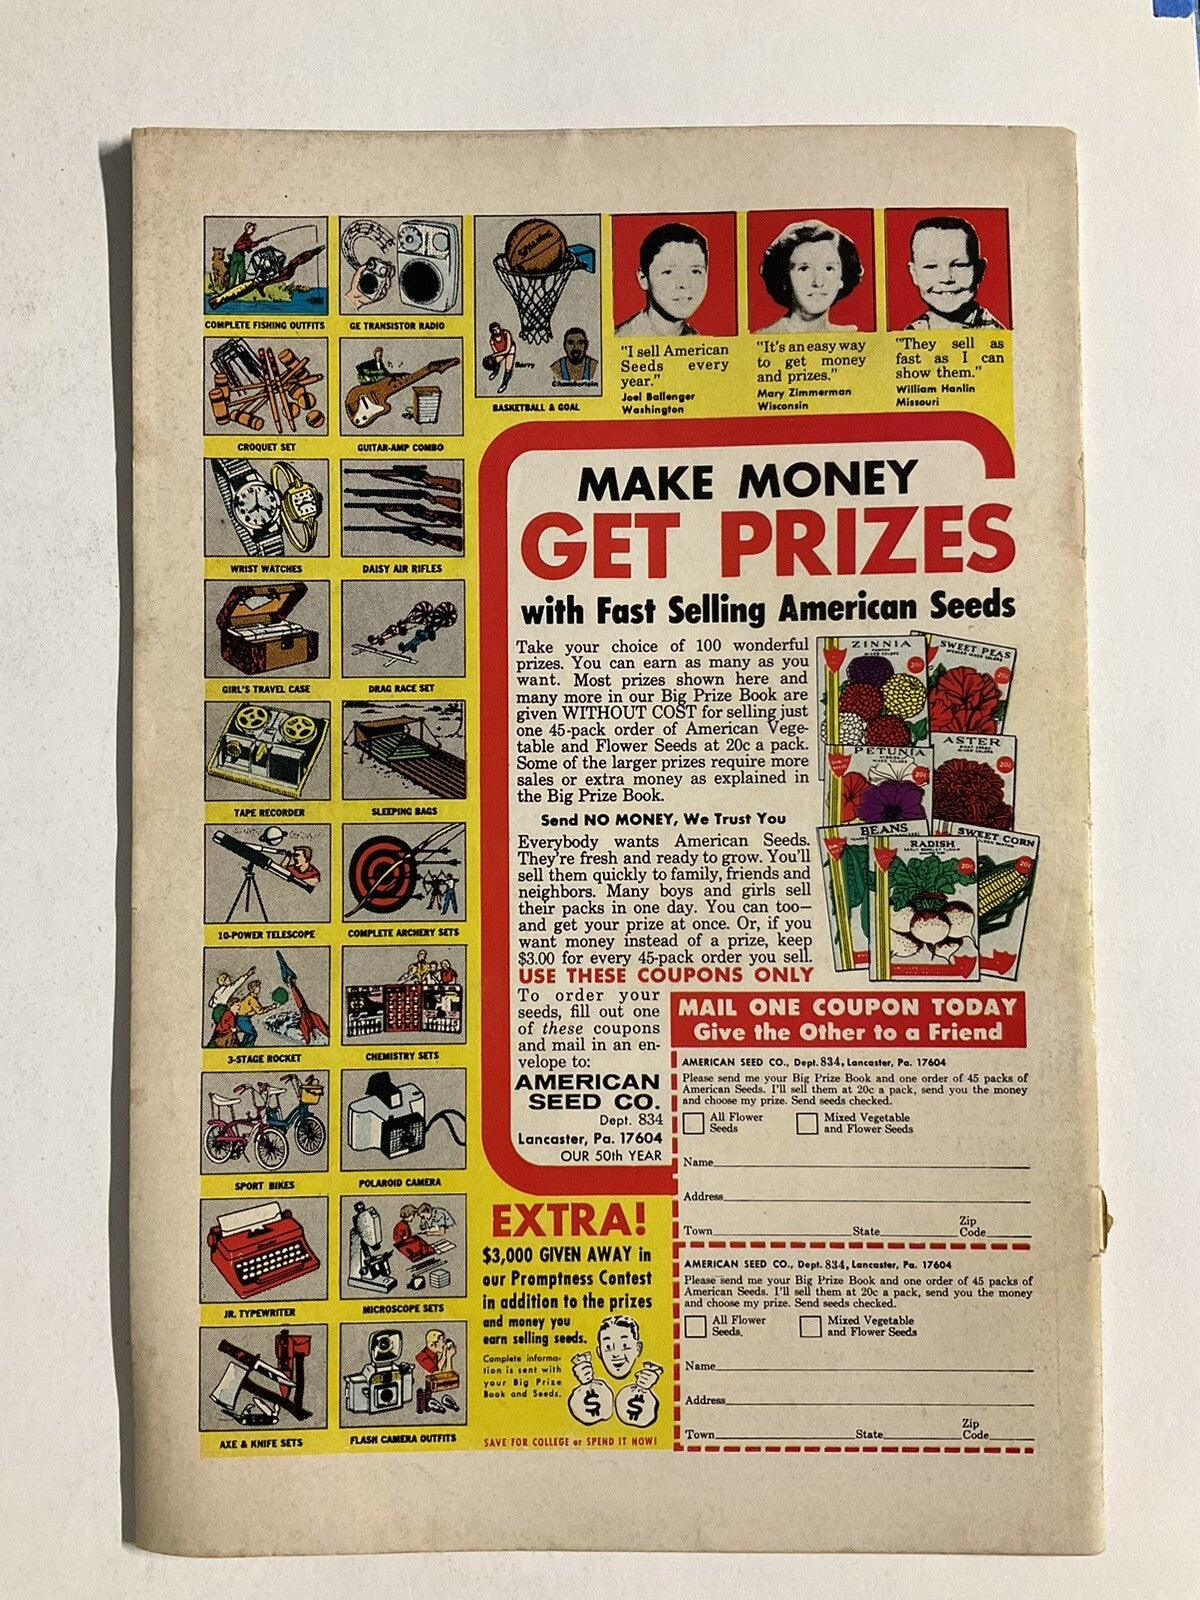 COMPLETE FISHING OUTFITS
GE TRANSISTOR RADIO
SPALDING
Barry
Chamberlain
BASKETBALL & GOAL
"I sell American
Seeds every
year."
Joel Ballenger
Washington
"It's an easy way
to get money
and prizes."
Mary Zimmerman
Wisconsin
"They sell as
fast as I can
show them."
William Hanlin
Missouri
CROQUET SET
GUITAR-AMP COMBO
WRIST WATCHES
DAISY AIR RIFLES
GIRL'S TRAVEL CASE
DRAG RACE SET
TAPE RECORDER
SLEEPING BAGS
10-POWER TELESCOPE
COMPLETE ARCHERY SETS
3-STAGE ROCKET
CHEMISTRY SETS
SPORT BIKES
POLAROID CAMERA
JR. TYPEWRITER
MICROSCOPE SETS
AXE & KNIFE SETS
FLASH CAMERA OUTFITS
MAKE MONEY
GET PRIZES
with Fast Selling American Seeds
Take your choice of 100 wonderful
prizes. You can earn as many as you
want. Most prizes shown here and
many more in our Big Prize Book are
given WITHOUT COST for selling just
one 45-pack order of American Vege-
table and Flower Seeds at 20c a pack.
Some of the larger prizes require more
sales or extra money as explained in
the Big Prize Book.
Send NO MONEY, We Trust You
Everybody wants American Seeds.
They're fresh and ready to grow. You'll
sell them quickly to family, friends and
neighbors. Many boys and girls sell
their packs in one day. You can too—
and get your prize at once. Or, if you
want money instead of a prize, keep
$3.00 for every 45-pack order you sell.
USE THESE COUPONS ONLY
To order your
seeds, fill out one
of these coupons
and mail in an en-
velope to:
AMERICAN
SEED CO.
Dept. 834
Lancaster, Pa. 17604
OUR 50th YEAR
ZINNIA
MIXED COLORS
20c
SWEET PEAS
MIXED COLORS
20c
PETUNIA
MIXED COLORS
20c
ASTER
MIXED COLORS
20c
BEANS
RADISH
20c
SWEET CORN
20c
MAIL ONE COUPON TODAY
Give the Other to a Friend
AMERICAN SEED CO., Dept. 834, Lancaster, Pa. 17604
Please send me your Big Prize Book and one order of 45 packs of
American Seeds. I'll sell them at 20c a pack, send you the money
and choose my prize. Send seeds checked.
All Flower
Seeds
Mixed Vegetable
and Flower Seeds
Name
Address
Town State Zip Code
AMERICAN SEED CO., Dept. 834, Lancaster, Pa. 17604
Please send me your Big Prize Book and one order of 45 packs of
American Seeds. I'll sell them at 20c a pack, send you the money
and choose my prize. Send seeds checked.
All Flower
Seeds.
Mixed Vegetable
and Flower Seeds
Name
Address
Town State Zip Code
EXTRA!
$3,000 GIVEN AWAY in
our Promptness Contest
in addition to the prizes
and money you
earn selling seeds.
Complete informa-
tion is sent with
your Big Prize
Book and Seeds.
$ $
SAVE FOR COLLEGE or SPEND IT NOW!